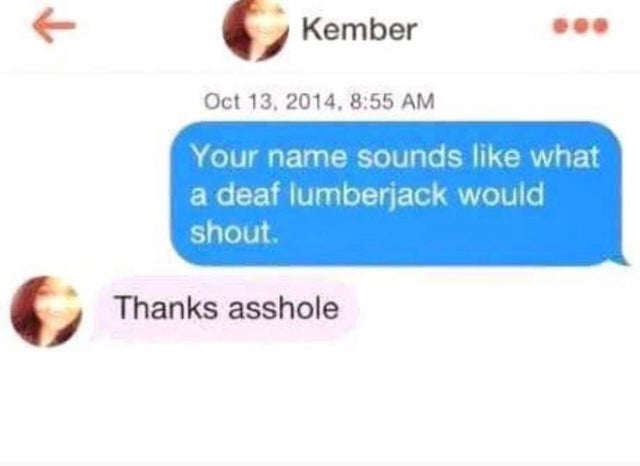 Kember
Oct 13, 2014, 8:55 AM
Your name sounds like what
a deaf lumberjack would
shout.
Thanks asshole